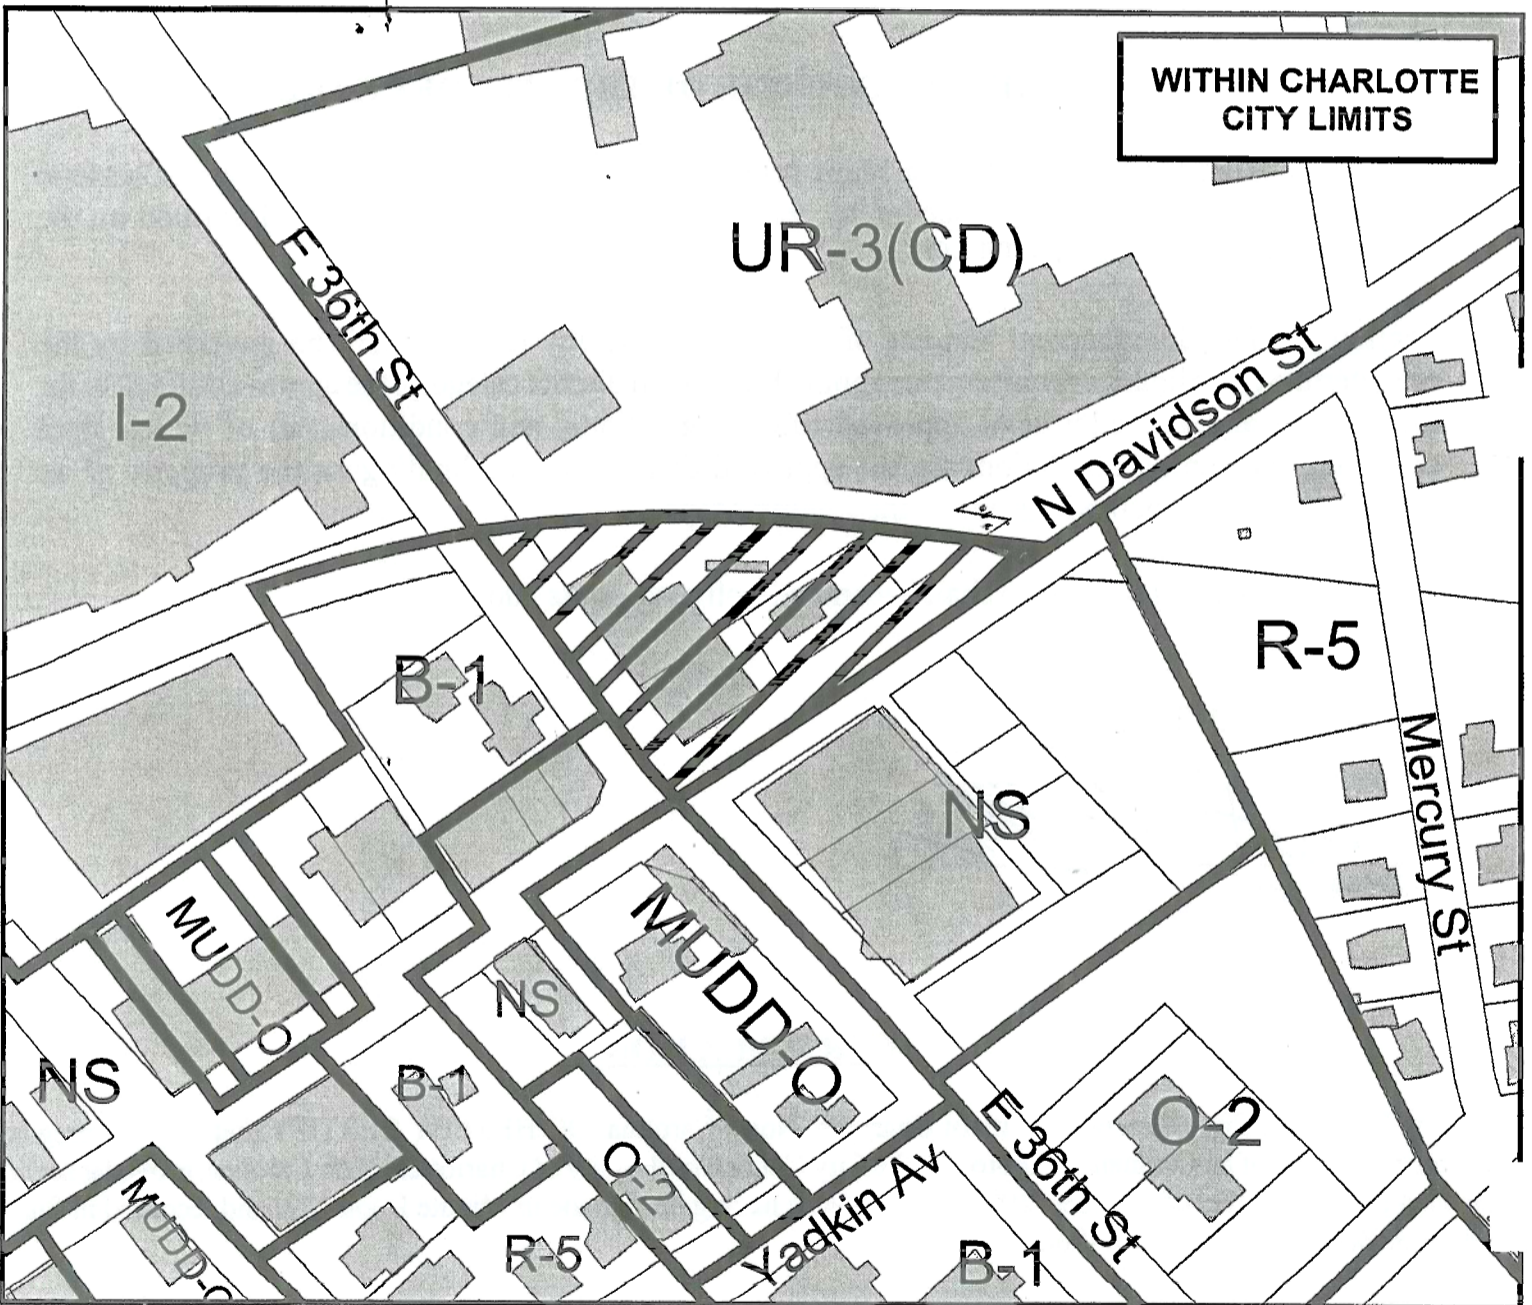 WITHIN CHARLOTTE
CITY LIMITS
UR-3(CD)
E 36th St
I-2
N Davidson St
R-5
B-1
Mercury St
NS
MUDD-O
MUDD-O
NS
NS
B-1
O-2
E 36th St
O-2
Yadkin Av
MUDD-O
R-5
B-1